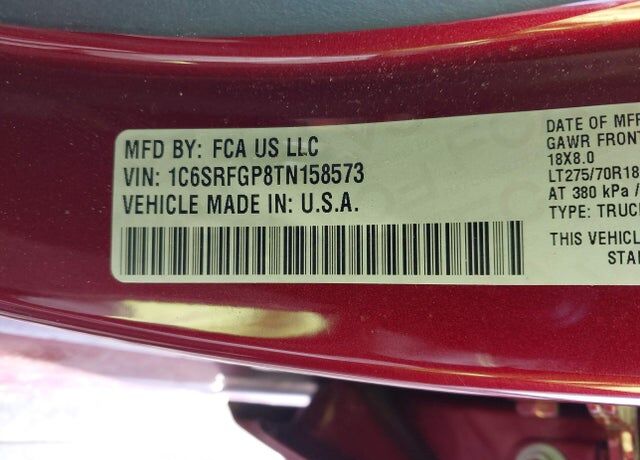 MFD BY: FCA US LLC
VIN: 1C6SRFGP8TN158573
VEHICLE MADE IN: U.S.A.
DATE OF MFR
GAWR FRONT
18X8.0
LT275/70R18
AT 380 kPa /
TYPE: TRUC
THIS VEHICL
STA